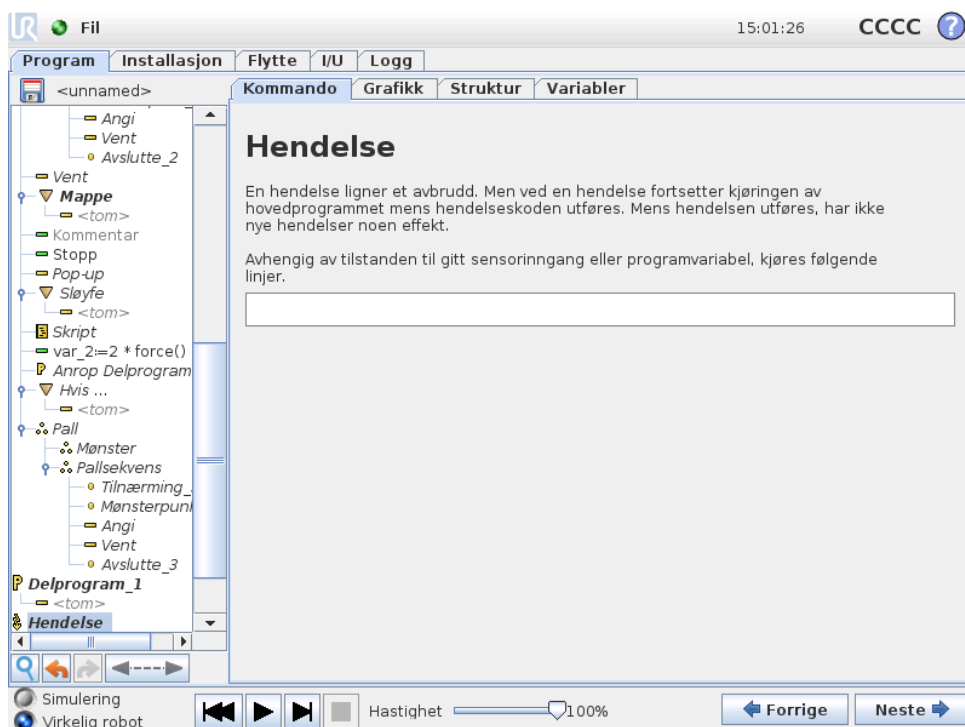 UR Fil 15:01:26 CCCC ?
Program Installasjon Flytte I/U Logg
<unnamed>
Kommando Grafikk Struktur Variabler
Angi
Vent
Avslutte_2
Vent
Mappe
<tom>
Kommentar
Stopp
Pop-up
Sløyfe
<tom>
Skript
var_2:=2 * force()
P Anrop Delprogram
Hvis ...
<tom>
Pall
Mønster
Pallsekvens
Tilnærming_
Mønsterpun
Angi
Vent
Avslutte_3
P Delprogram_1
<tom>
Hendelse
Hendelse
En hendelse ligner et avbrudd. Men ved en hendelse fortsetter kjøringen av
hovedprogrammet mens hendelseskoden utføres. Mens hendelsen utføres, har ikke
nye hendelser noen effekt.
Avhengig av tilstanden til gitt sensorinngang eller programvariabel, kjøres følgende
linjer.
Simulering
Virkelig robot
Hastighet 100%
Forrige Neste